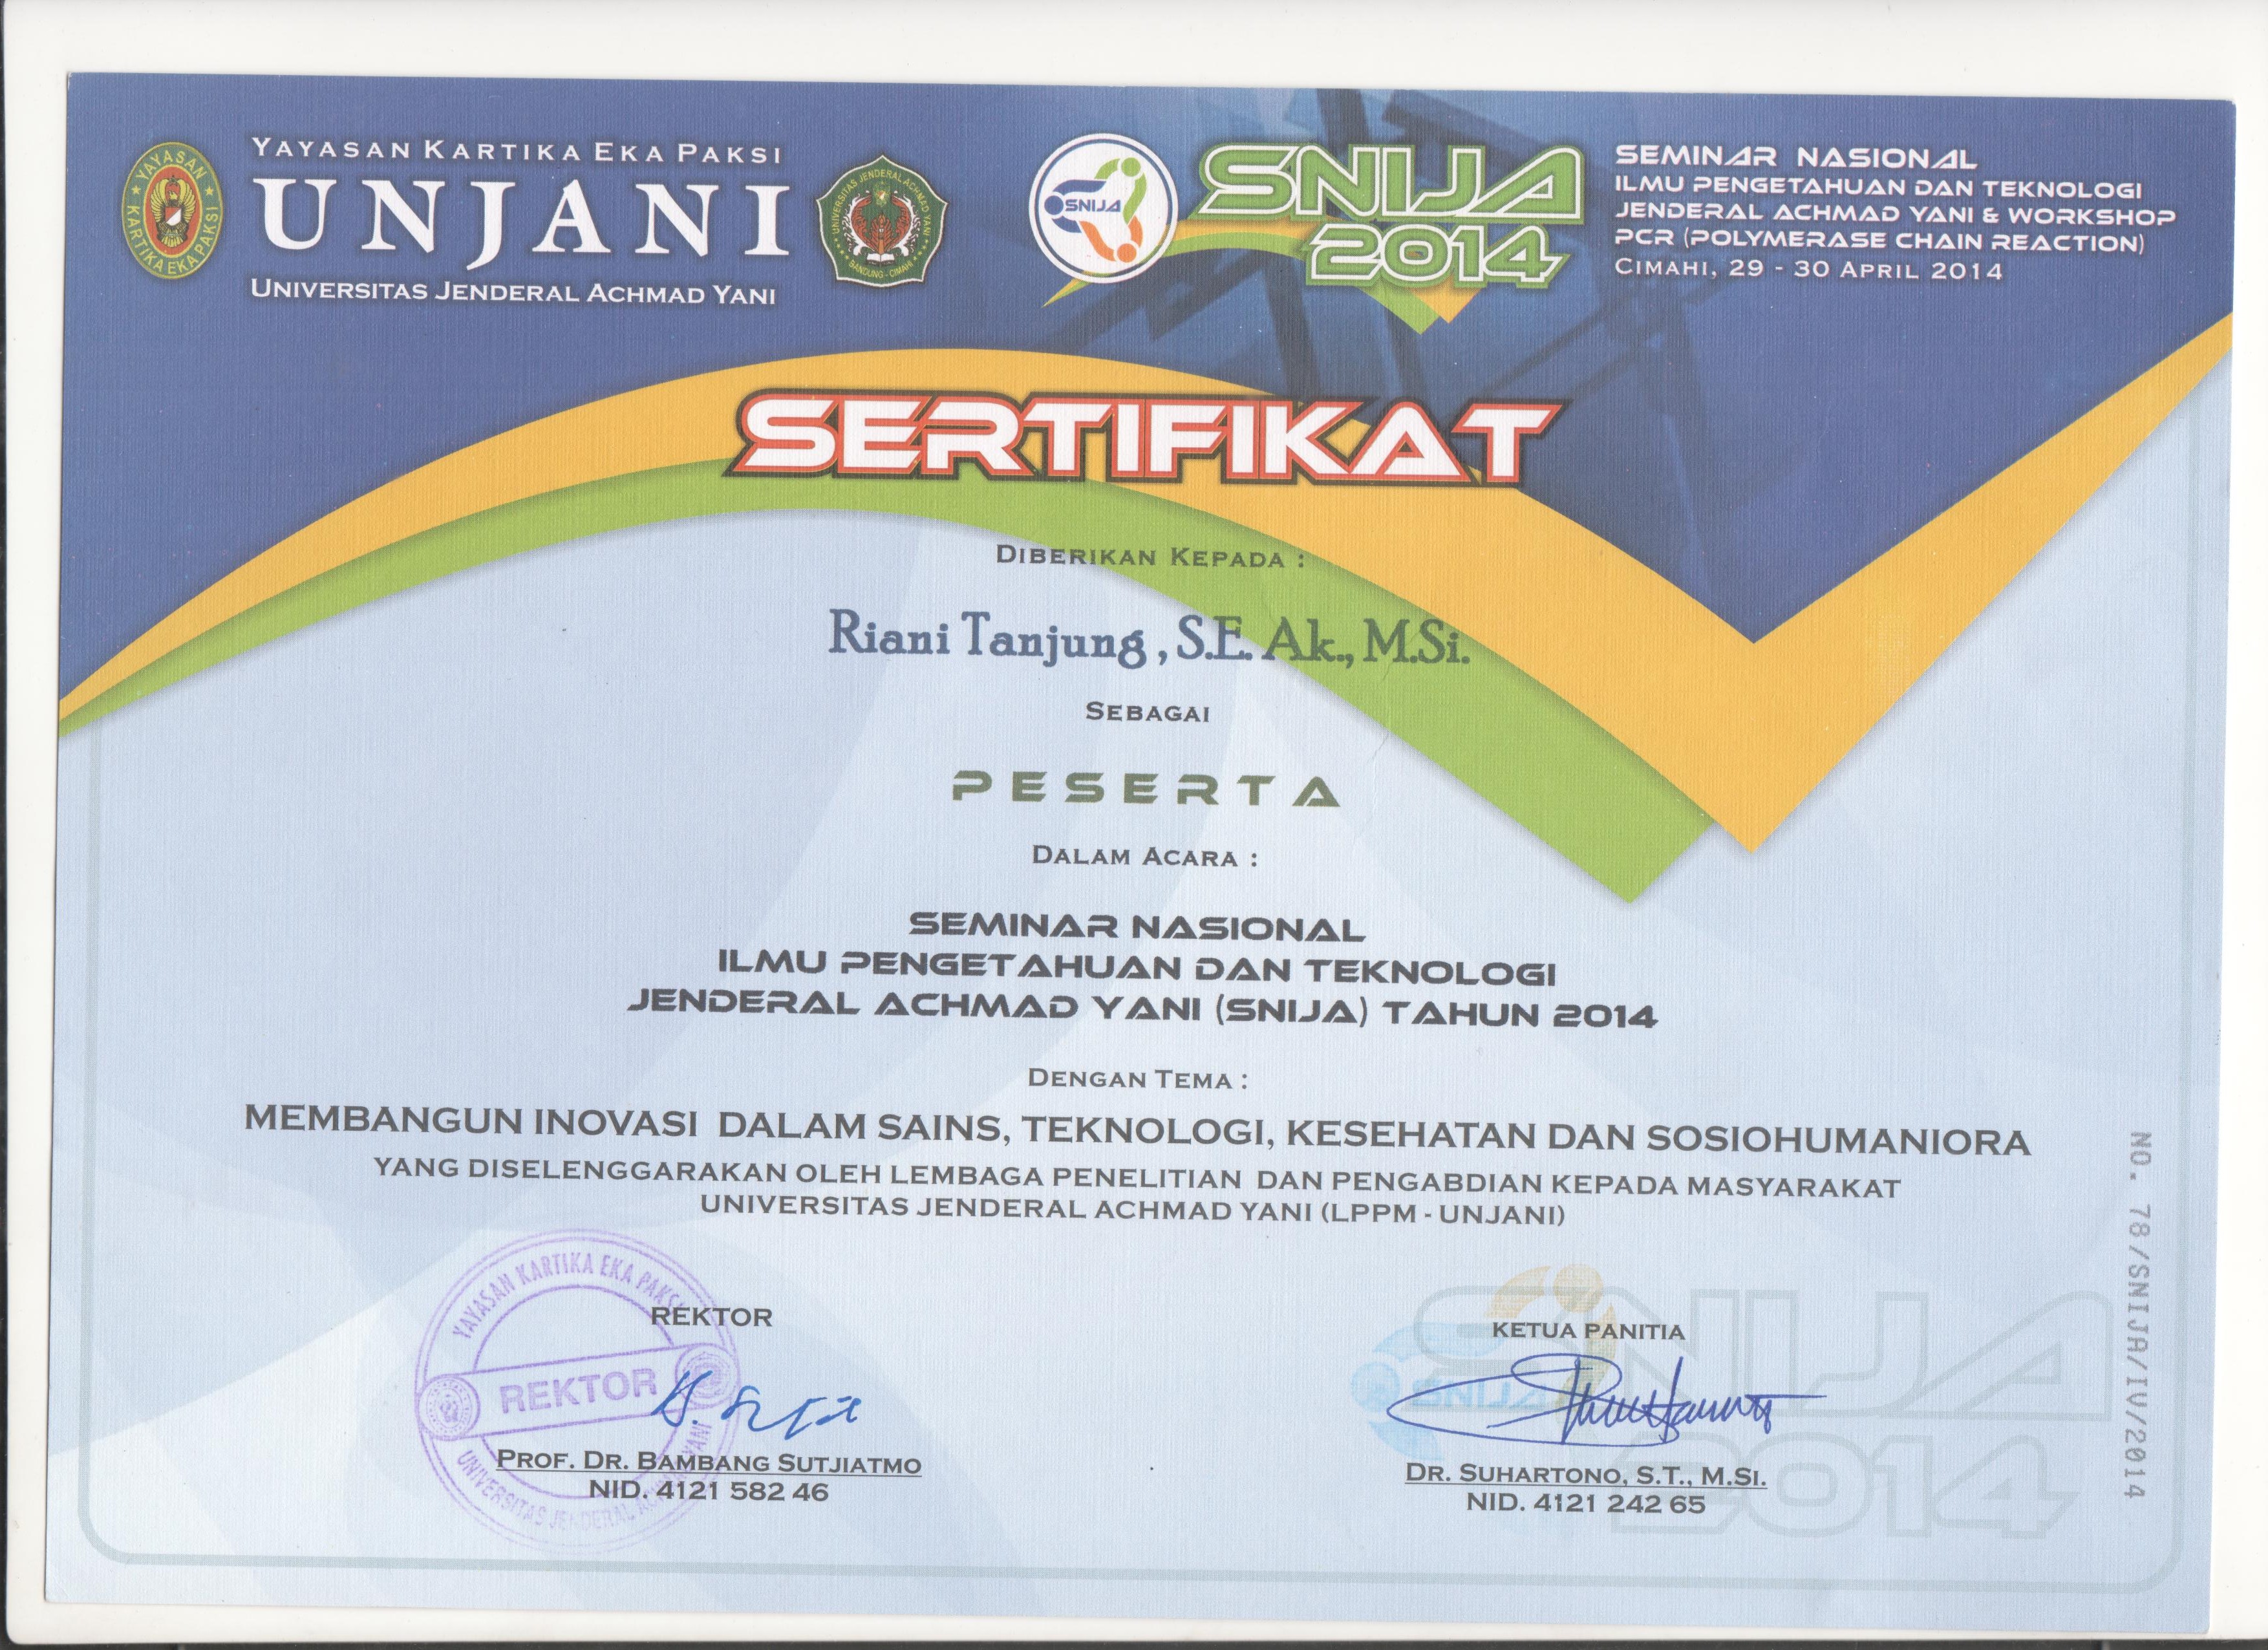 YAYASAN KARTIKA EKA PAKSI
UNJANI
UNIVERSITAS JENDERAL ACHMAD YANI
YAYASAN
KARTIKA EKA PAKSI
UNIVERSITAS JENDERAL ACHMAD YANI
BANDUNG - CIMAHI
SNIJA
SNIJA
2014
SEMINAR NASIONAL
ILMU PENGETAHUAN DAN TEKNOLOGI
JENDERAL ACHMAD YANI & WORKSHOP
PCR (POLYMERASE CHAIN REACTION)
CIMAHI, 29 - 30 APRIL 2014
SERTIFIKAT
DIBERIKAN KEPADA :
Riani Tanjung, S.E. Ak., M.Si.
SEBAGAI
PESERTA
DALAM ACARA :
SEMINAR NASIONAL
ILMU PENGETAHUAN DAN TEKNOLOGI
JENDERAL ACHMAD YANI (SNIJA) TAHUN 2014
DENGAN TEMA :
MEMBANGUN INOVASI DALAM SAINS, TEKNOLOGI, KESEHATAN DAN SOSIOHUMANIORA
YANG DISELENGGARAKAN OLEH LEMBAGA PENELITIAN DAN PENGABDIAN KEPADA MASYARAKAT
UNIVERSITAS JENDERAL ACHMAD YANI (LPPM - UNJANI)
YAYASAN KARTIKA EKA PAKSI
REKTOR
UNIVERSITAS JENDERAL ACHMAD YANI
REKTOR
PROF. DR. BAMBANG SUTJIATMO
NID. 4121 582 46
KETUA PANITIA
DR. SUHARTONO, S.T., M.SI.
NID. 4121 242 65
SNIJA
2014
NO. 78/SNIJA/IV/2014